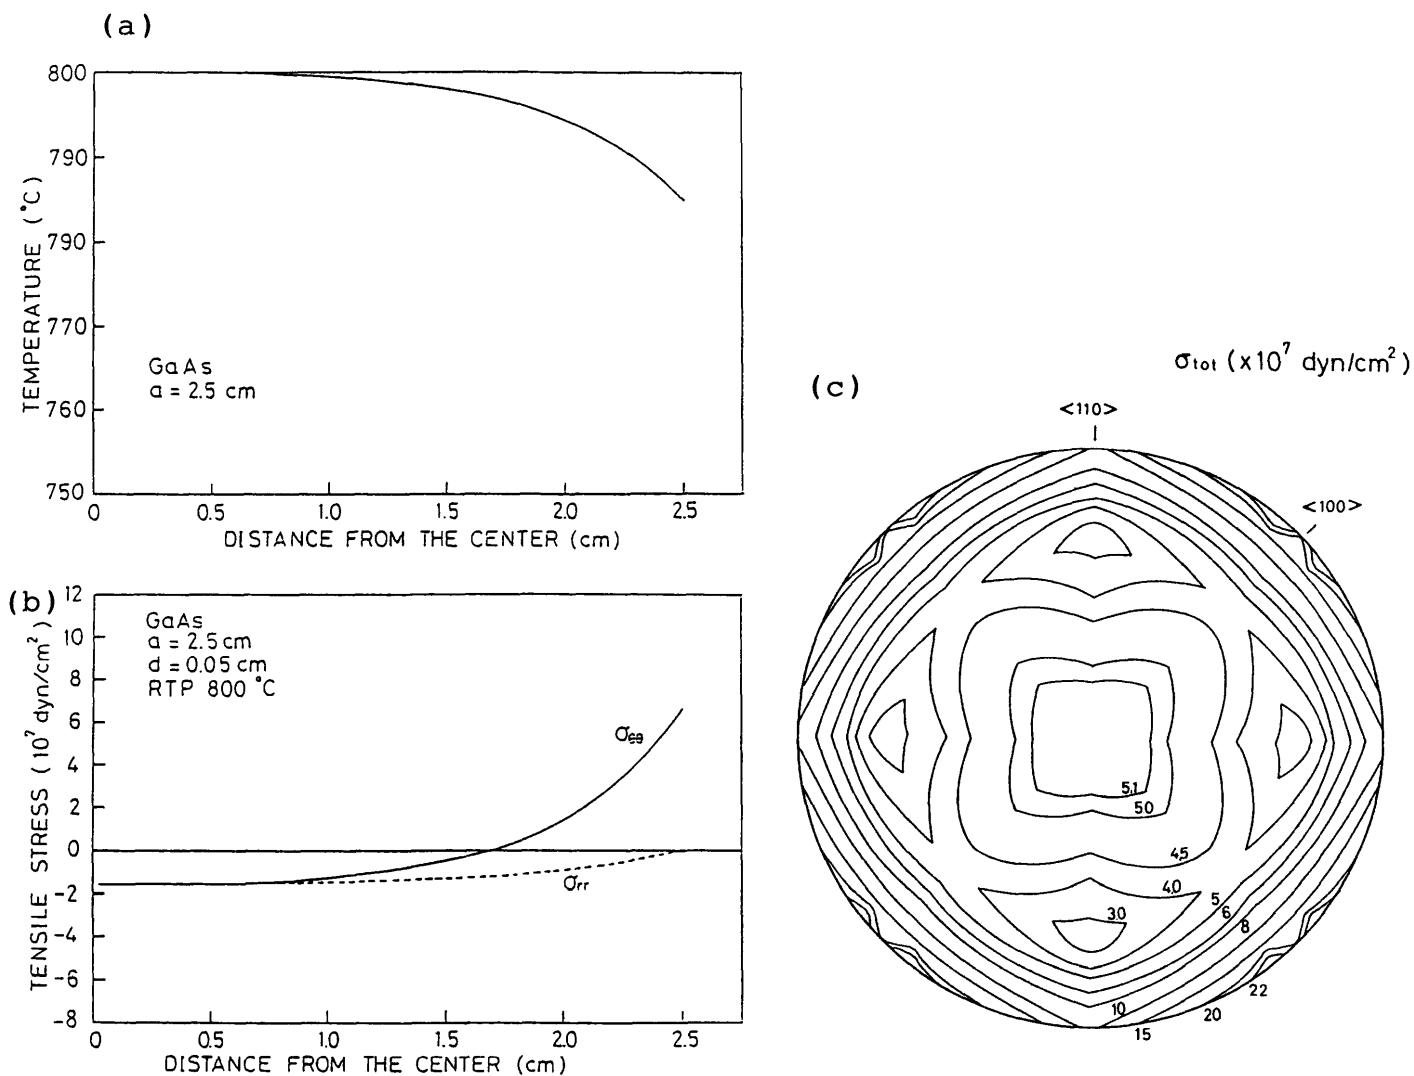 (a)
800
790
790
770
760
750
TEMPERATURE (°C)
GaAs
a = 2.5 cm
0 0.5 1.0 1.5 2.0 2.5
DISTANCE FROM THE CENTER (cm)
(b)
12
10
8
6
4
2
0
-2
-4
-6
-8
TENSILE STRESS (10⁷ dyn/cm²)
GaAs
a = 2.5 cm
d = 0.05 cm
RTP 800 °C
σθθ
σrr
0 0.5 1.0 1.5 2.0 2.5
DISTANCE FROM THE CENTER (cm)
σtot (x10⁷ dyn/cm²)
(c)
<110>
<100>
5.1
5.0
4.5
4.0
3.0
5
6
8
10
15
20
22